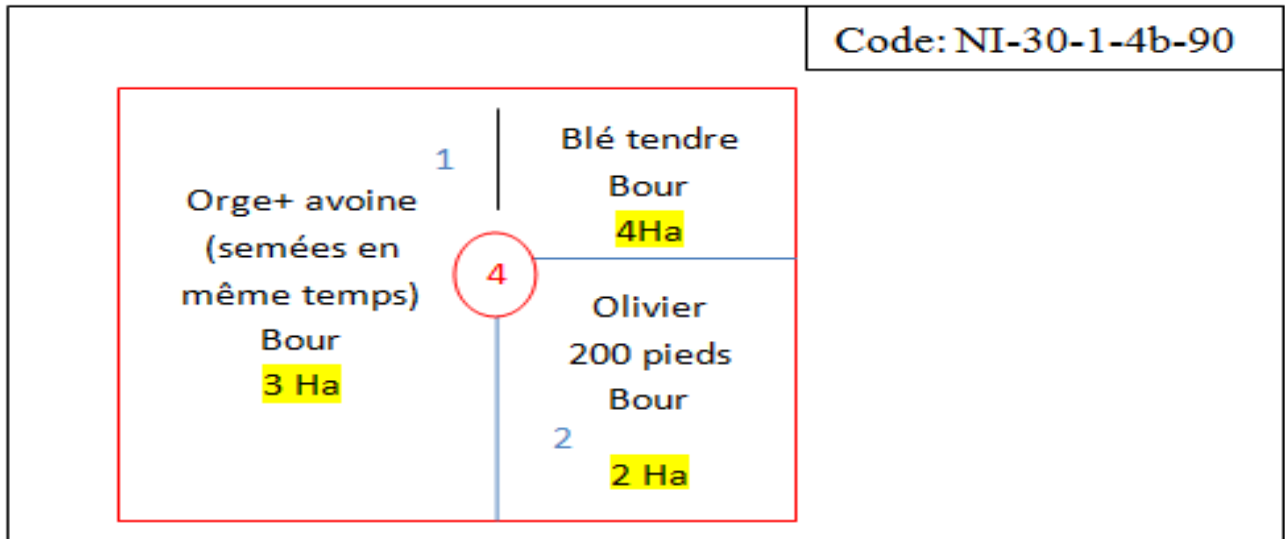 Code: NI-30-1-4b-90
1
Orge+ avoine
(semées en
même temps)
Bour
3 Ha
Blé tendre
Bour
4Ha
4
Olivier
200 pieds
Bour
2
2 Ha